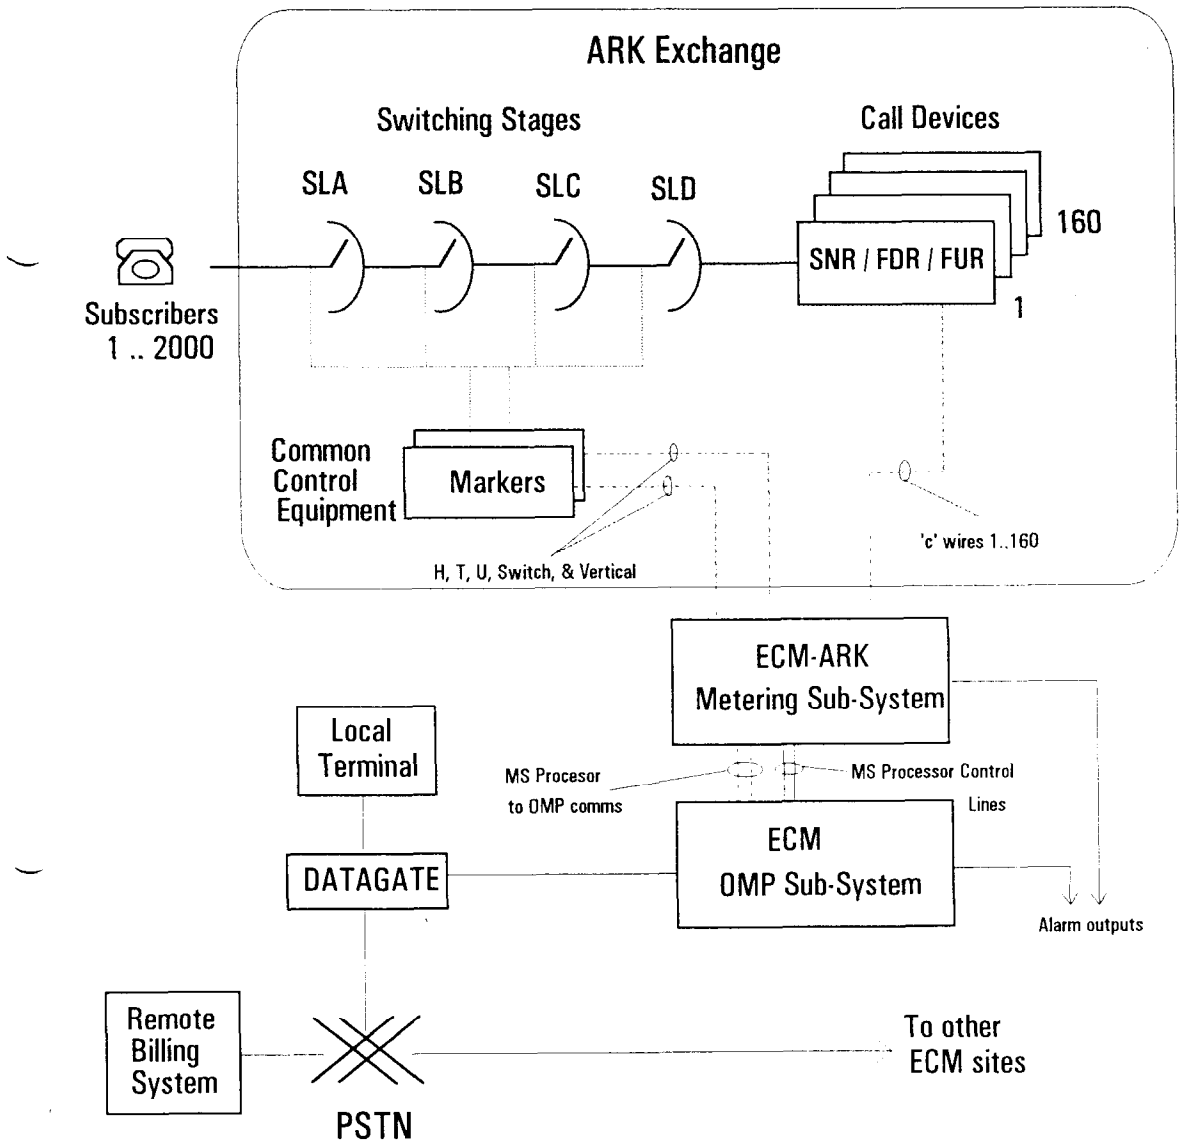 ARK Exchange
Switching Stages
Call Devices
SLA
SLB
SLC
SLD
160
SNR / FDR / FUR
1
Subscribers
1 .. 2000
Common
Control
Equipment
Markers
'c' wires 1..160
H, T, U, Switch, & Vertical
ECM-ARK
Metering Sub-System
Local
Terminal
MS Procesor
to OMP comms
MS Processor Control
Lines
ECM
OMP Sub-System
DATAGATE
Alarm outputs
Remote
Billing
System
To other
ECM sites
PSTN